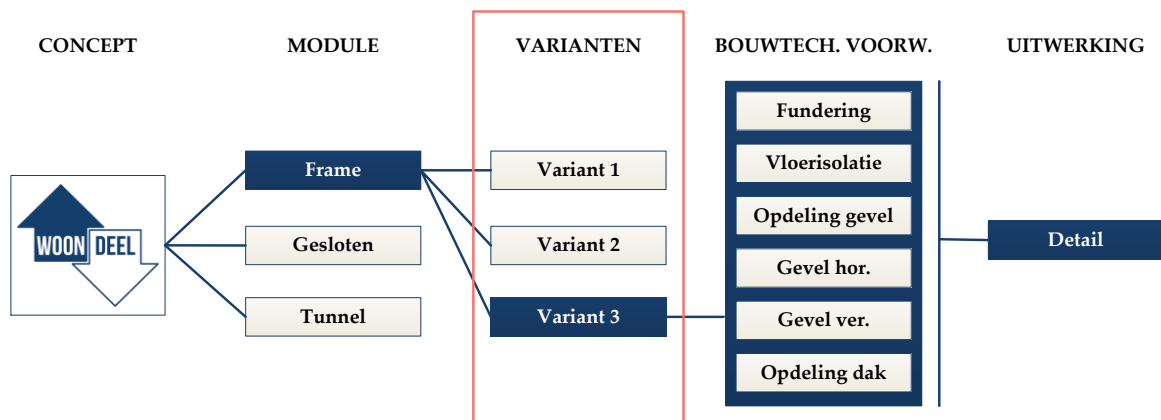 CONCEPT
MODULE
VARIANTEN
BOUWTECH. VOORW.
UITWERKING
WOON DEEL
Frame
Gesloten
Tunnel
Variant 1
Variant 2
Variant 3
Fundering
Vloerisolatie
Opdeling gevel
Gevel hor.
Gevel ver.
Opdeling dak
Detail